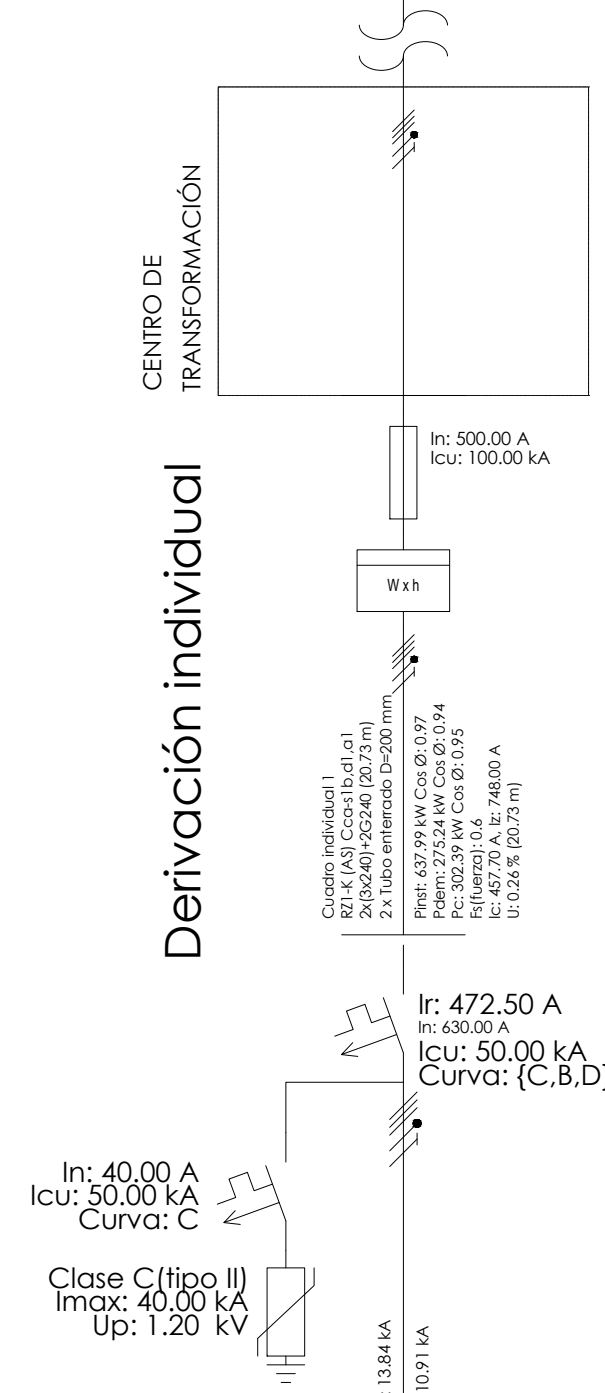 CENTRO DE
TRANSFORMACIÓN
In: 500.00 A
Icu: 100.00 kA
Derivación individual
W x h
Cuadro individual 1
RZ1-K (AS) Cca-s1b,d1,a1
2x(3x240)+2G240 (20.73 m)
2 x Tubo enterrado D=200 mm
Pinst: 637.99 kW Cos Ø: 0.97
Pdem: 275.24 kW Cos Ø: 0.94
Pc: 302.39 kW Cos Ø: 0.95
Fs(fuerza): 0.6
Ic: 457.70 A, Iz: 748.00 A
U: 0.26 % (20.73 m)
Ir: 472.50 A
In: 630.00 A
Icu: 50.00 kA
Curva: {C,B,D}
In: 40.00 A
Icu: 50.00 kA
Curva: C
Clase C(tipo II)
Imax: 40.00 kA
Up: 1.20 kV
: 13.84 kA
10.91 kA